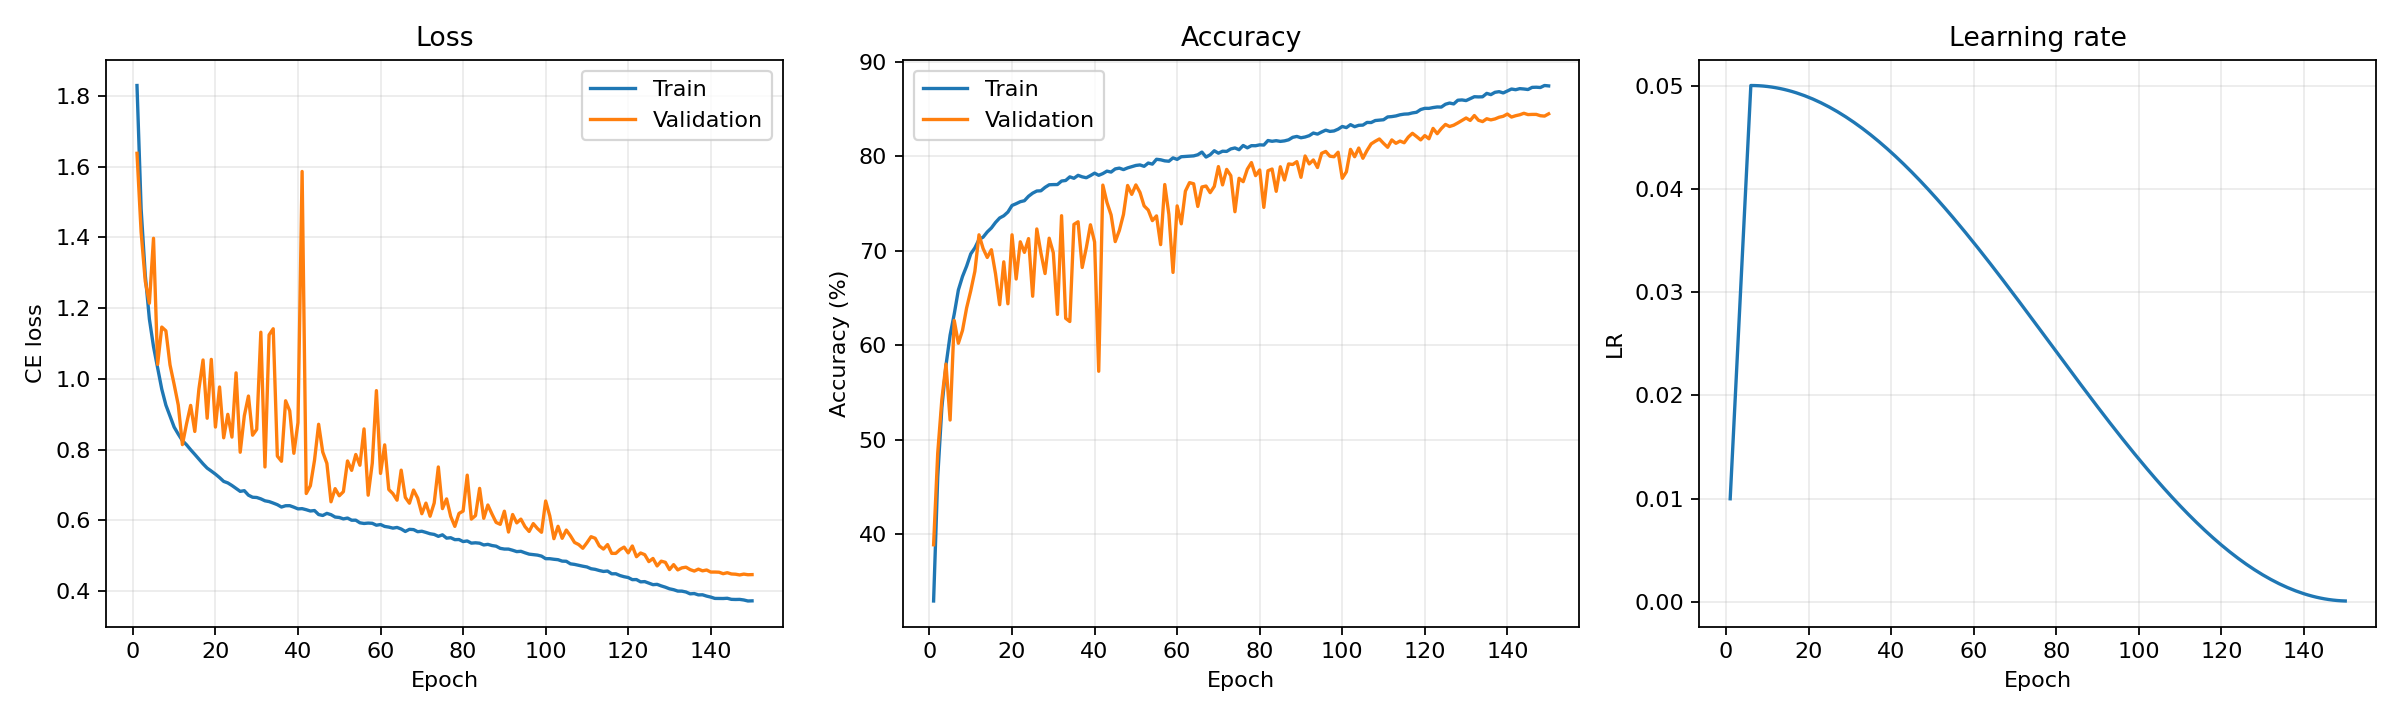 Loss
CE loss
1.8
1.6
1.4
1.2
1.0
0.8
0.6
0.4
0 20 40 60 80 100 120 140
Epoch
Train
Validation
Accuracy
Accuracy (%)
90
80
70
60
50
40
0 20 40 60 80 100 120 140
Epoch
Train
Validation
Learning rate
LR
0.05
0.04
0.03
0.02
0.01
0.00
0 20 40 60 80 100 120 140
Epoch